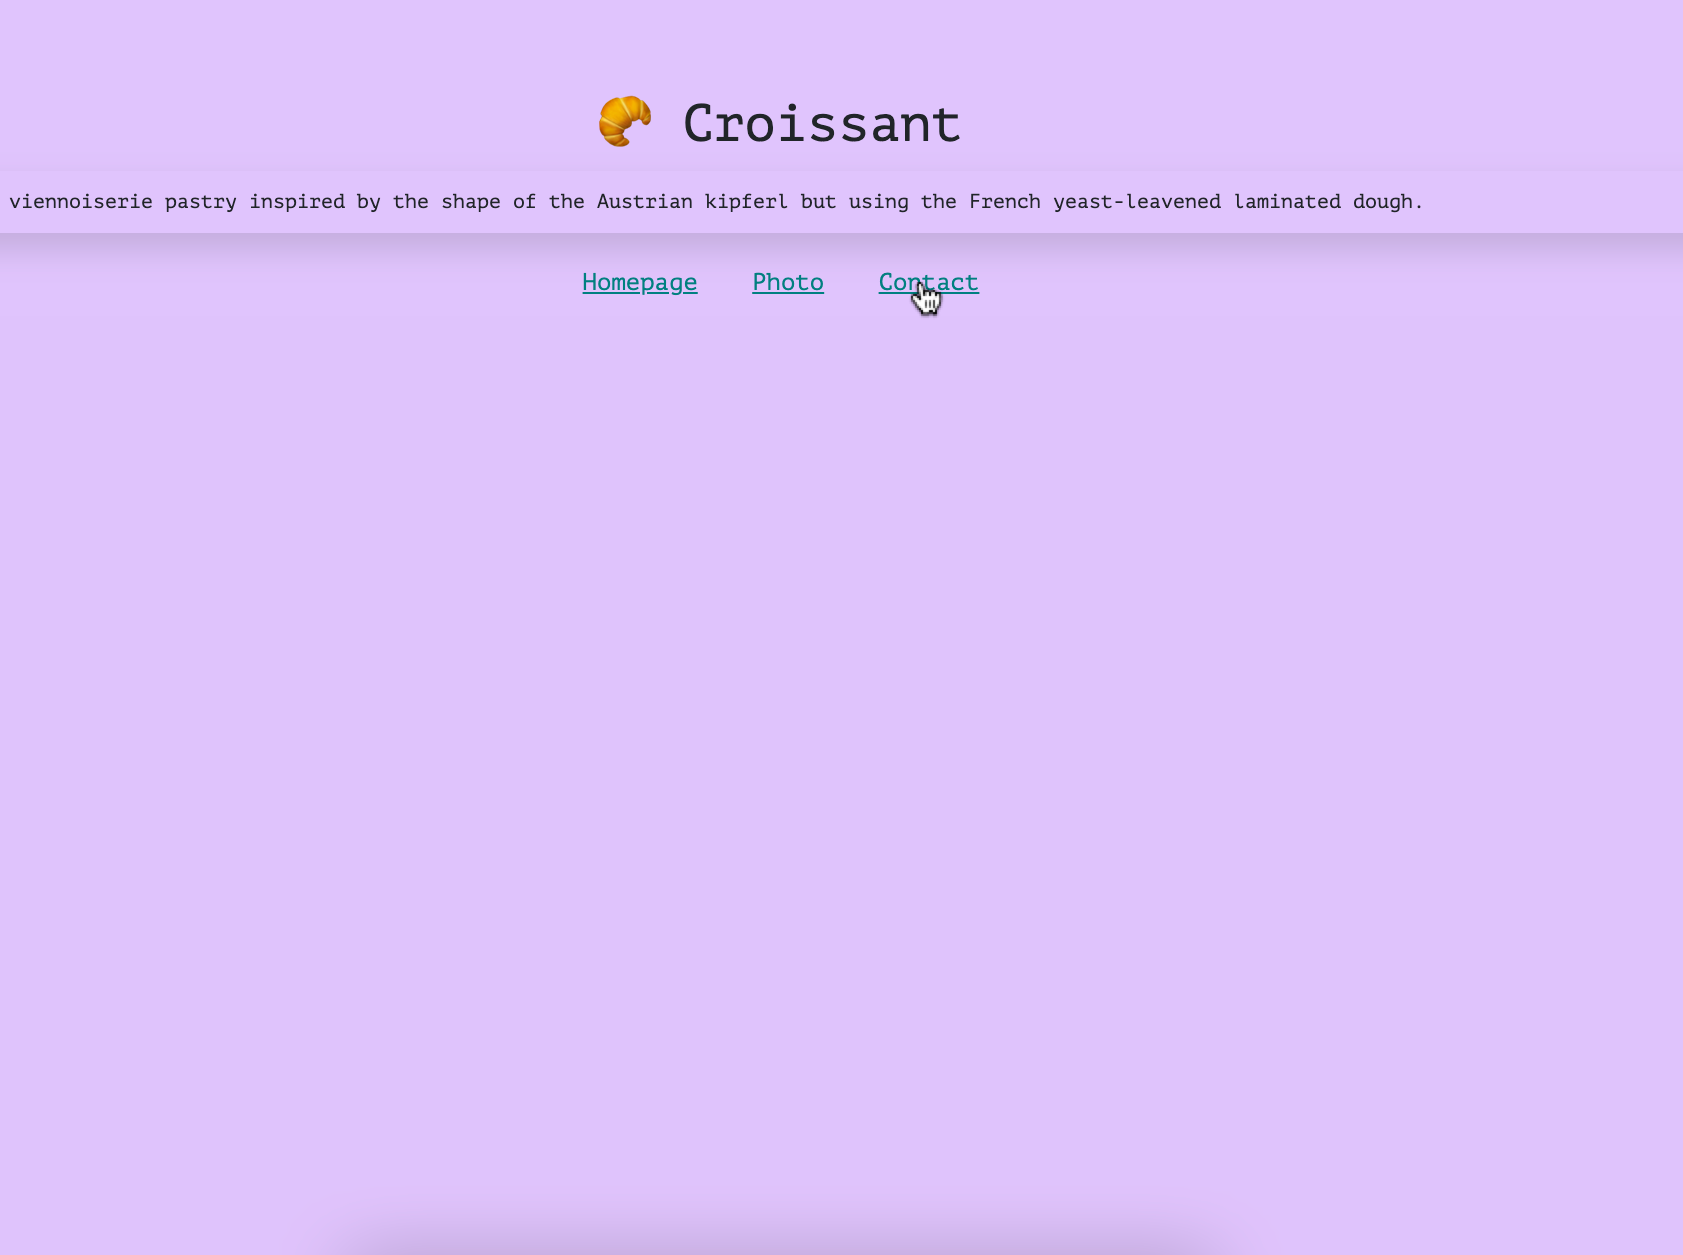 Croissant
viennoiserie pastry inspired by the shape of the Austrian kipferl but using the French yeast-leavened laminated dough.
Homepage Photo Contact